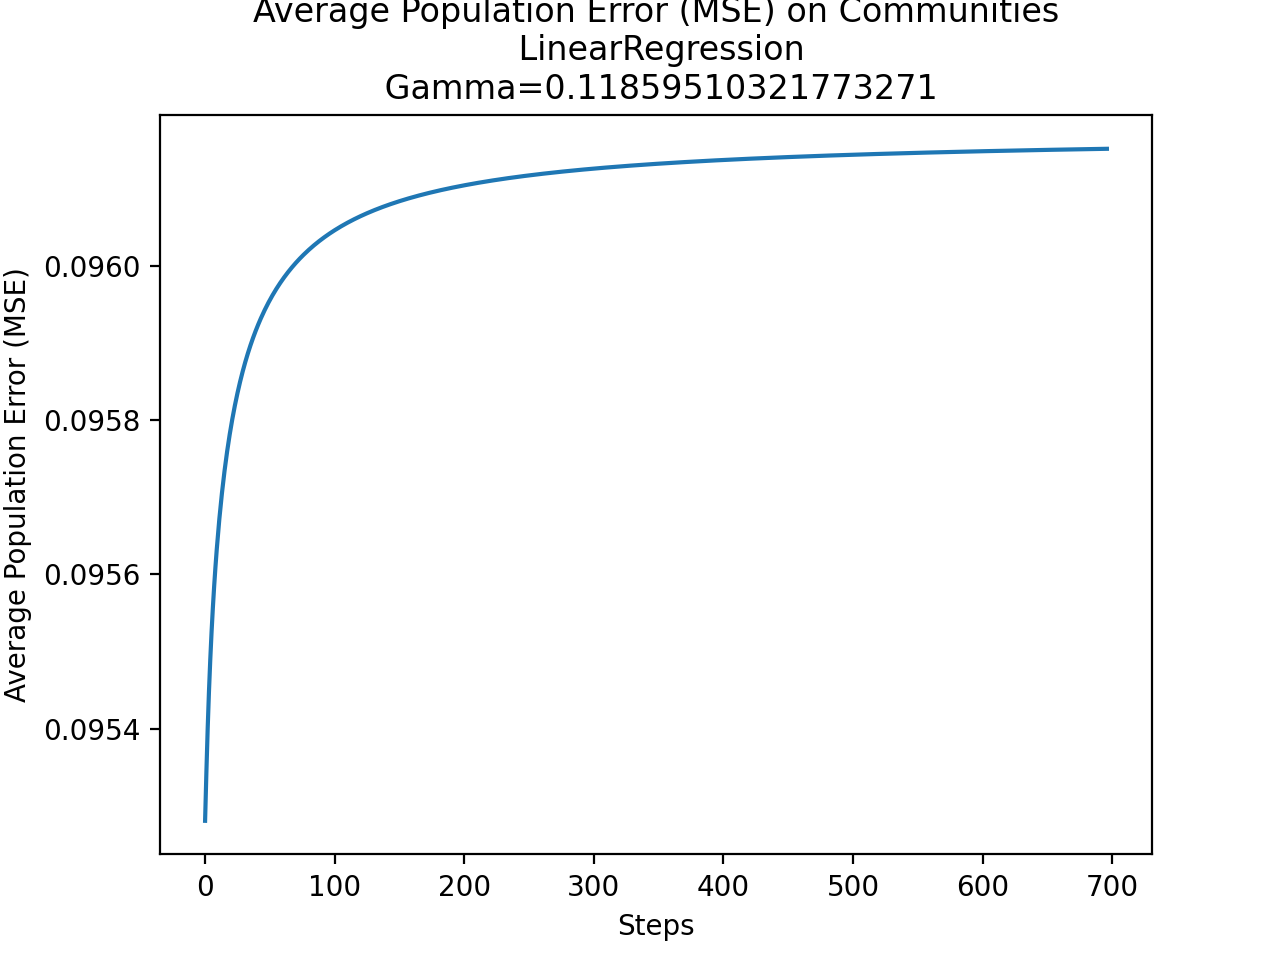 Average Population Error (MSE) on Communities
LinearRegression
Gamma=0.11859510321773271
Average Population Error (MSE)
0.0960
0.0958
0.0956
0.0954
0 100 200 300 400 500 600 700
Steps